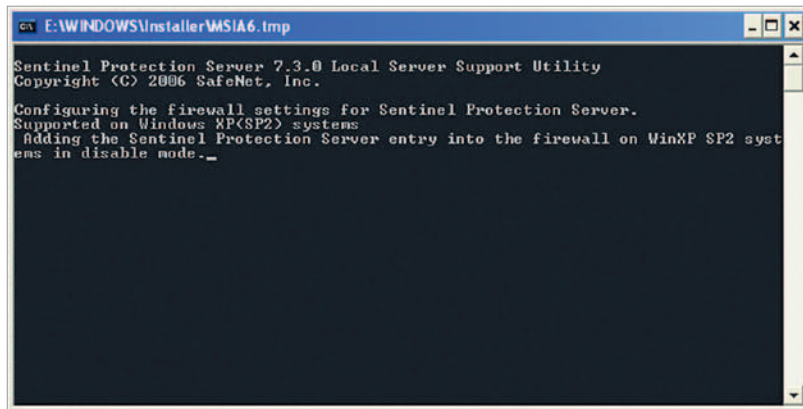 E:\WINDOWS\Installer\MSIA6.tmp
Sentinel Protection Server 7.3.0 Local Server Support Utility
Copyright (C) 2006 SafeNet, Inc.
Configuring the firewall settings for Sentinel Protection Server.
Supported on Windows XP(SP2) systems
Adding the Sentinel Protection Server entry into the firewall on WinXP SP2 syst
ems in disable mode._